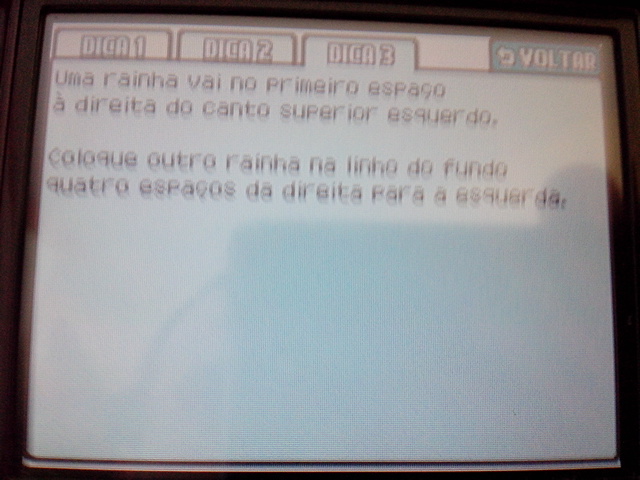 DICA 1 DICA 2 DICA 3 VOLTAR
Uma rainha vai no primeiro espaço
à direita do canto superior esquerdo.
Coloque outro rainha na linho do fundo
quatro espaços da direita para a esquerda.